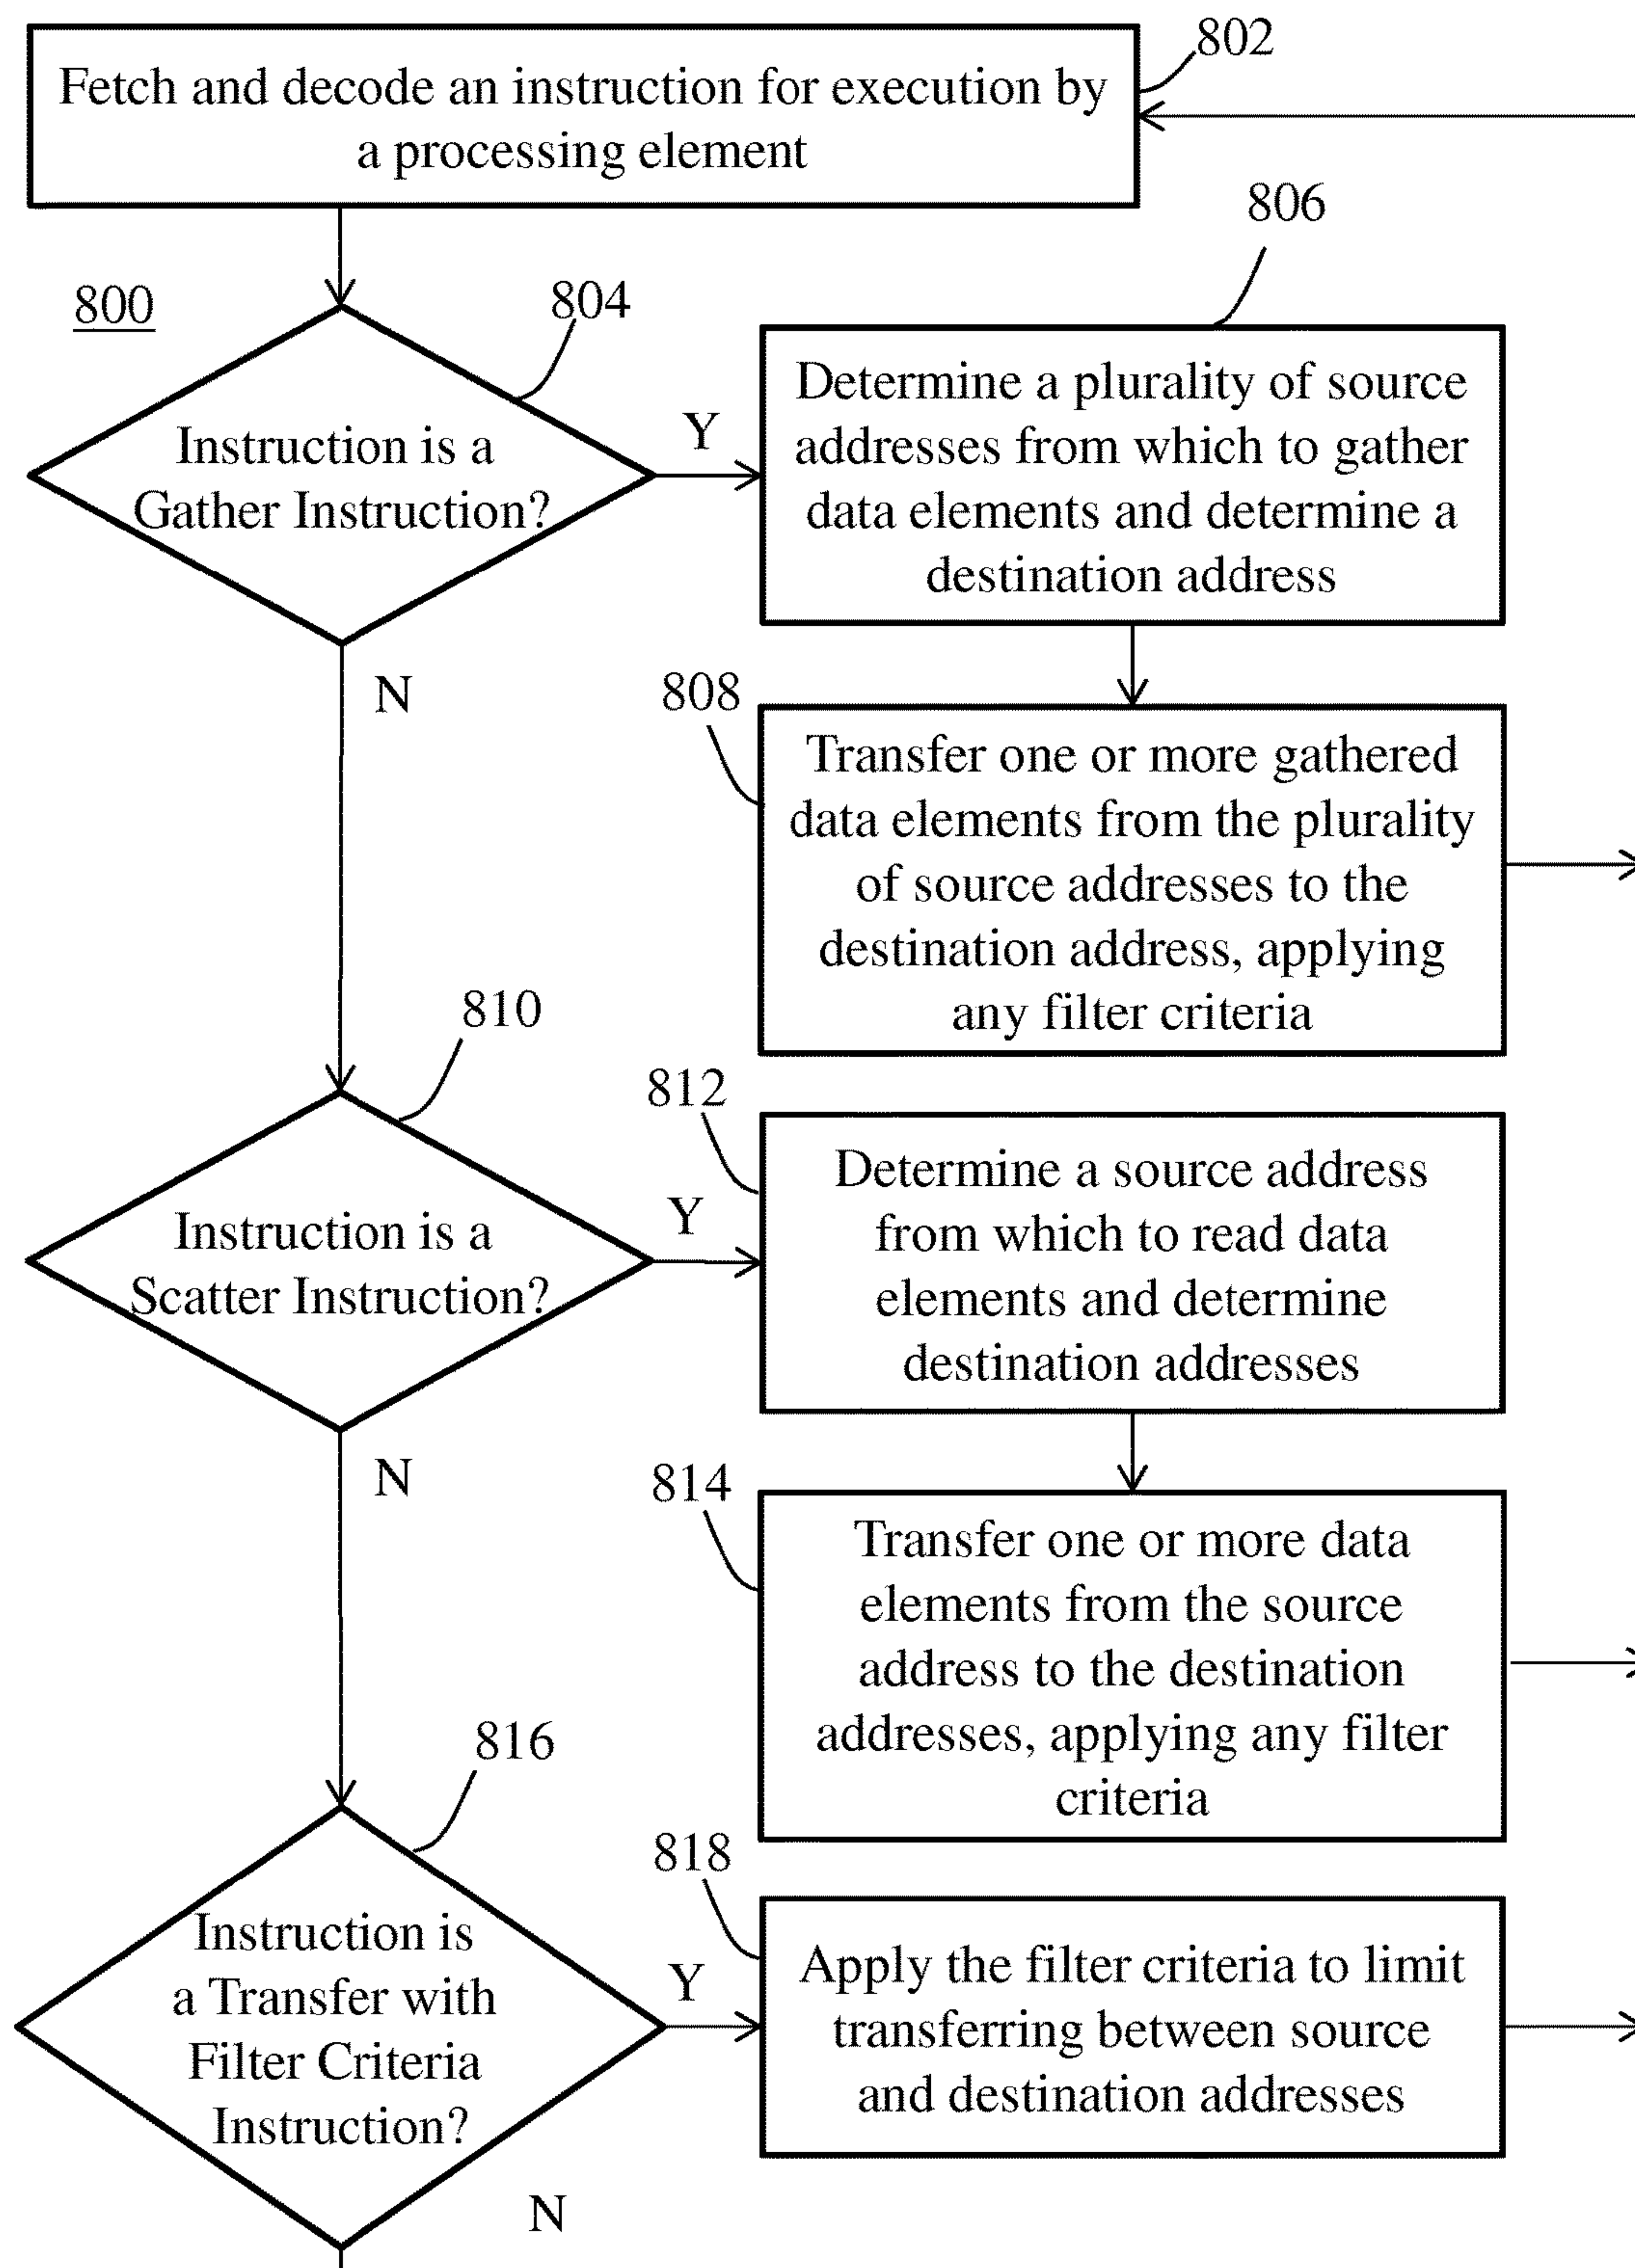 802
Fetch and decode an instruction for execution by
a processing element
806
800
804
Instruction is a
Gather Instruction?
Y
Determine a plurality of source
addresses from which to gather
data elements and determine a
destination address
N
808
Transfer one or more gathered
data elements from the plurality
of source addresses to the
destination address, applying
any filter criteria
810
Instruction is a
Scatter Instruction?
Y
812
Determine a source address
from which to read data
elements and determine
destination addresses
N
814
Transfer one or more data
elements from the source
address to the destination
addresses, applying any filter
criteria
816
Instruction is
a Transfer with
Filter Criteria
Instruction?
Y
818
Apply the filter criteria to limit
transferring between source
and destination addresses
N